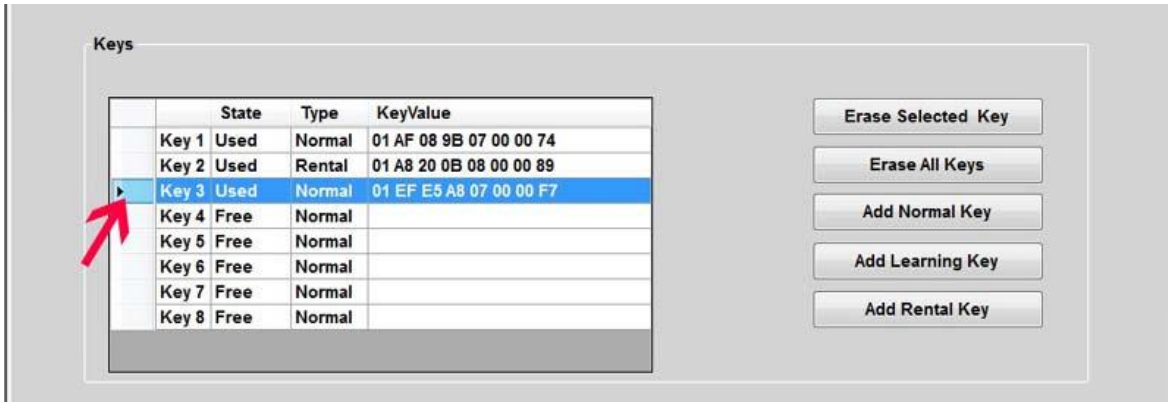 Keys
State Type KeyValue
Key 1 Used Normal 01 AF 08 9B 07 00 00 74
Key 2 Used Rental 01 A8 20 0B 08 00 00 89
Key 3 Used Normal 01 EF E5 A8 07 00 00 F7
Key 4 Free Normal
Key 5 Free Normal
Key 6 Free Normal
Key 7 Free Normal
Key 8 Free Normal
Erase Selected Key
Erase All Keys
Add Normal Key
Add Learning Key
Add Rental Key